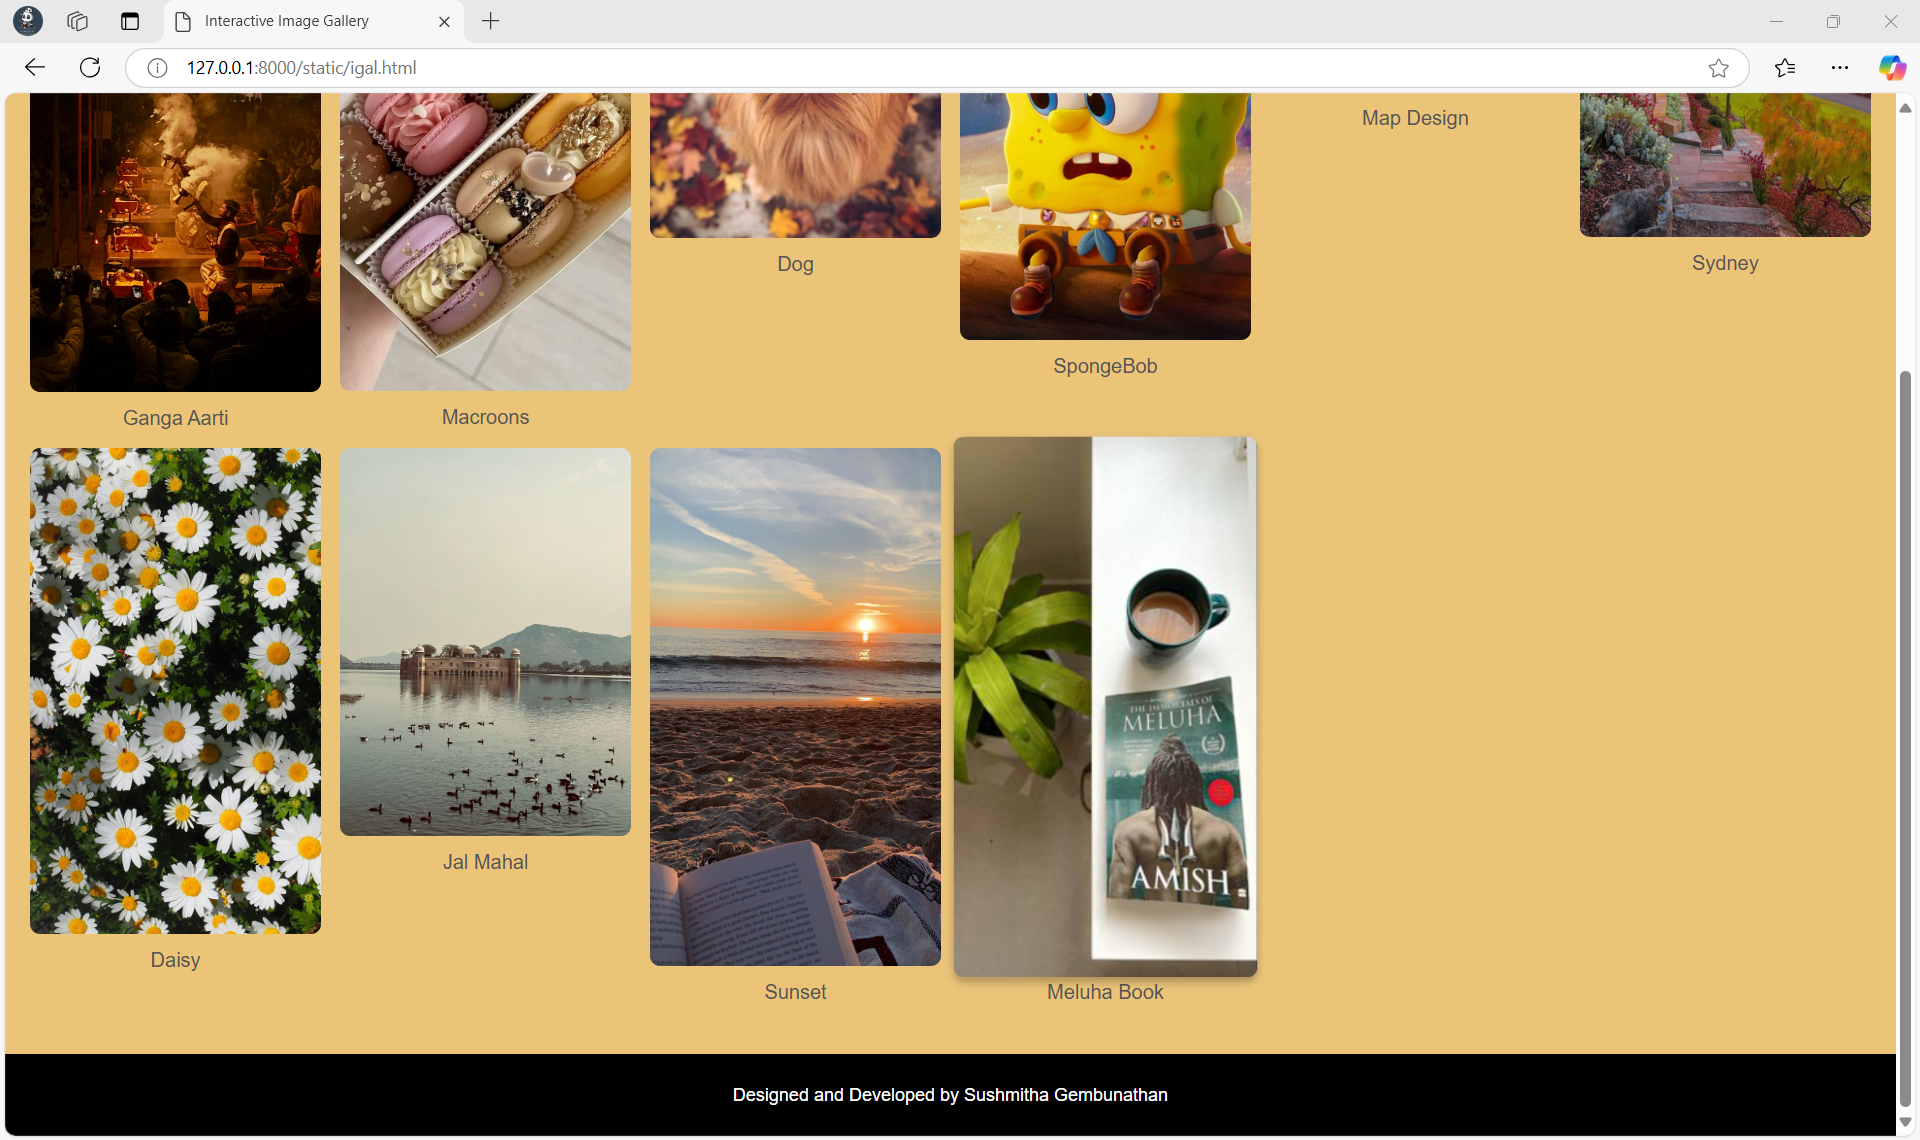 Interactive Image Gallery
127.0.0.1:8000/static/igal.html
Map Design
Dog
Sydney
SpongeBob
Ganga Aarti
Macroons
THE IMMORTALS OF
MELUHA
AMISH
Jal Mahal
Daisy
Sunset
Meluha Book
Designed and Developed by Sushmitha Gembunathan